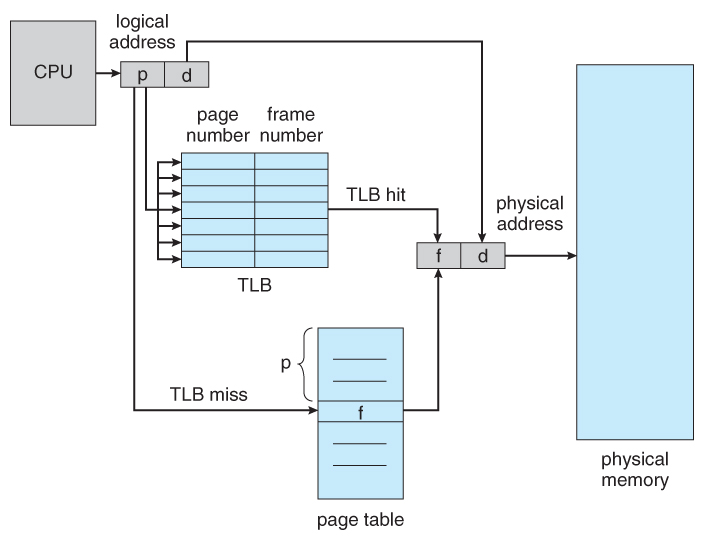 logical
address
CPU
p
d
page
number
frame
number
TLB hit
physical
address
f
d
TLB
p
TLB miss
f
physical
memory
page table